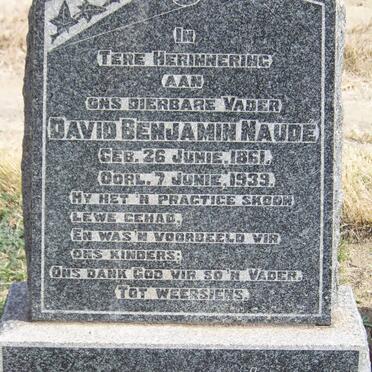 IN
TERE HERINNERING
AAN
ONS DIERBARE VADER
DAVID BENJAMIN NAUDE
GEB. 26 JUNIE, 1861.
OORL. 7 JUNIE, 1939.
HY HET 'N PRACTICE SKOON
LEWE GEHAD,
EN WAS'N VOORBEELD VIR
ONS KINDERS;
ONS DANK GOD VIR SO'N VADER.
TOT WEERSIENS.